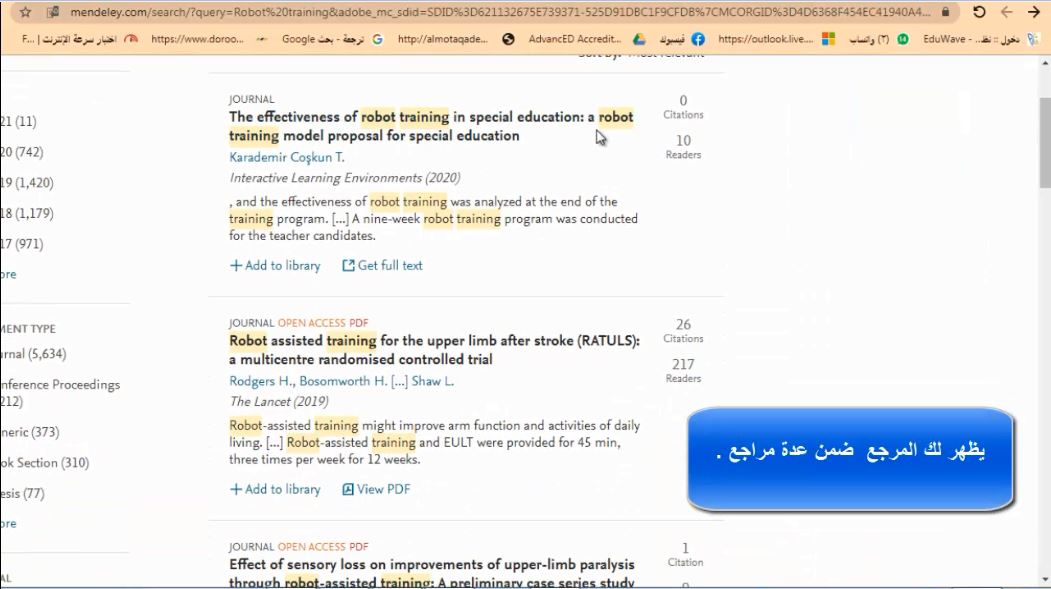 mendeley.com/search/?query=Robot%20training&adobe_mc_sdid=SDID%3D621132675E739371-525D91DBC1F9CFDB%7CMCORGID%3D4D6368F454EC41940A4...
F... | اختبار سرعة الإنترنت
https://www.doroo...
ترجمة - بحث Google
http://almotaqade...
AdvancED Accredit...
فيسبوك
https://outlook.live....
(٢) واتساب
دخول :: نظ... - EduWave
Sort by: Most relevant
21 (11)
20 (742)
19 (1,420)
18 (1,179)
17 (971)
ore
MENT TYPE
urnal (5,634)
nference Proceedings
212)
neric (373)
ok Section (310)
esis (77)
ore
AL
JOURNAL
The effectiveness of robot training in special education: a robot
training model proposal for special education
Karademir Coşkun T.
Interactive Learning Environments (2020)
, and the effectiveness of robot training was analyzed at the end of the
training program. [...] A nine-week robot training program was conducted
for the teacher candidates.
Add to library Get full text
0
Citations
10
Readers
JOURNAL OPEN ACCESS PDF
Robot assisted training for the upper limb after stroke (RATULS):
a multicentre randomised controlled trial
Rodgers H., Bosomworth H. [...] Shaw L.
The Lancet (2019)
Robot-assisted training might improve arm function and activities of daily
living. [...] Robot-assisted training and EULT were provided for 45 min,
three times per week for 12 weeks.
Add to library View PDF
26
Citations
217
Readers
يظهر لك المرجع ضمن عدة مراجع .
JOURNAL OPEN ACCESS PDF
Effect of sensory loss on improvements of upper-limb paralysis
through robot-assisted training: A preliminary case series study
1
Citation